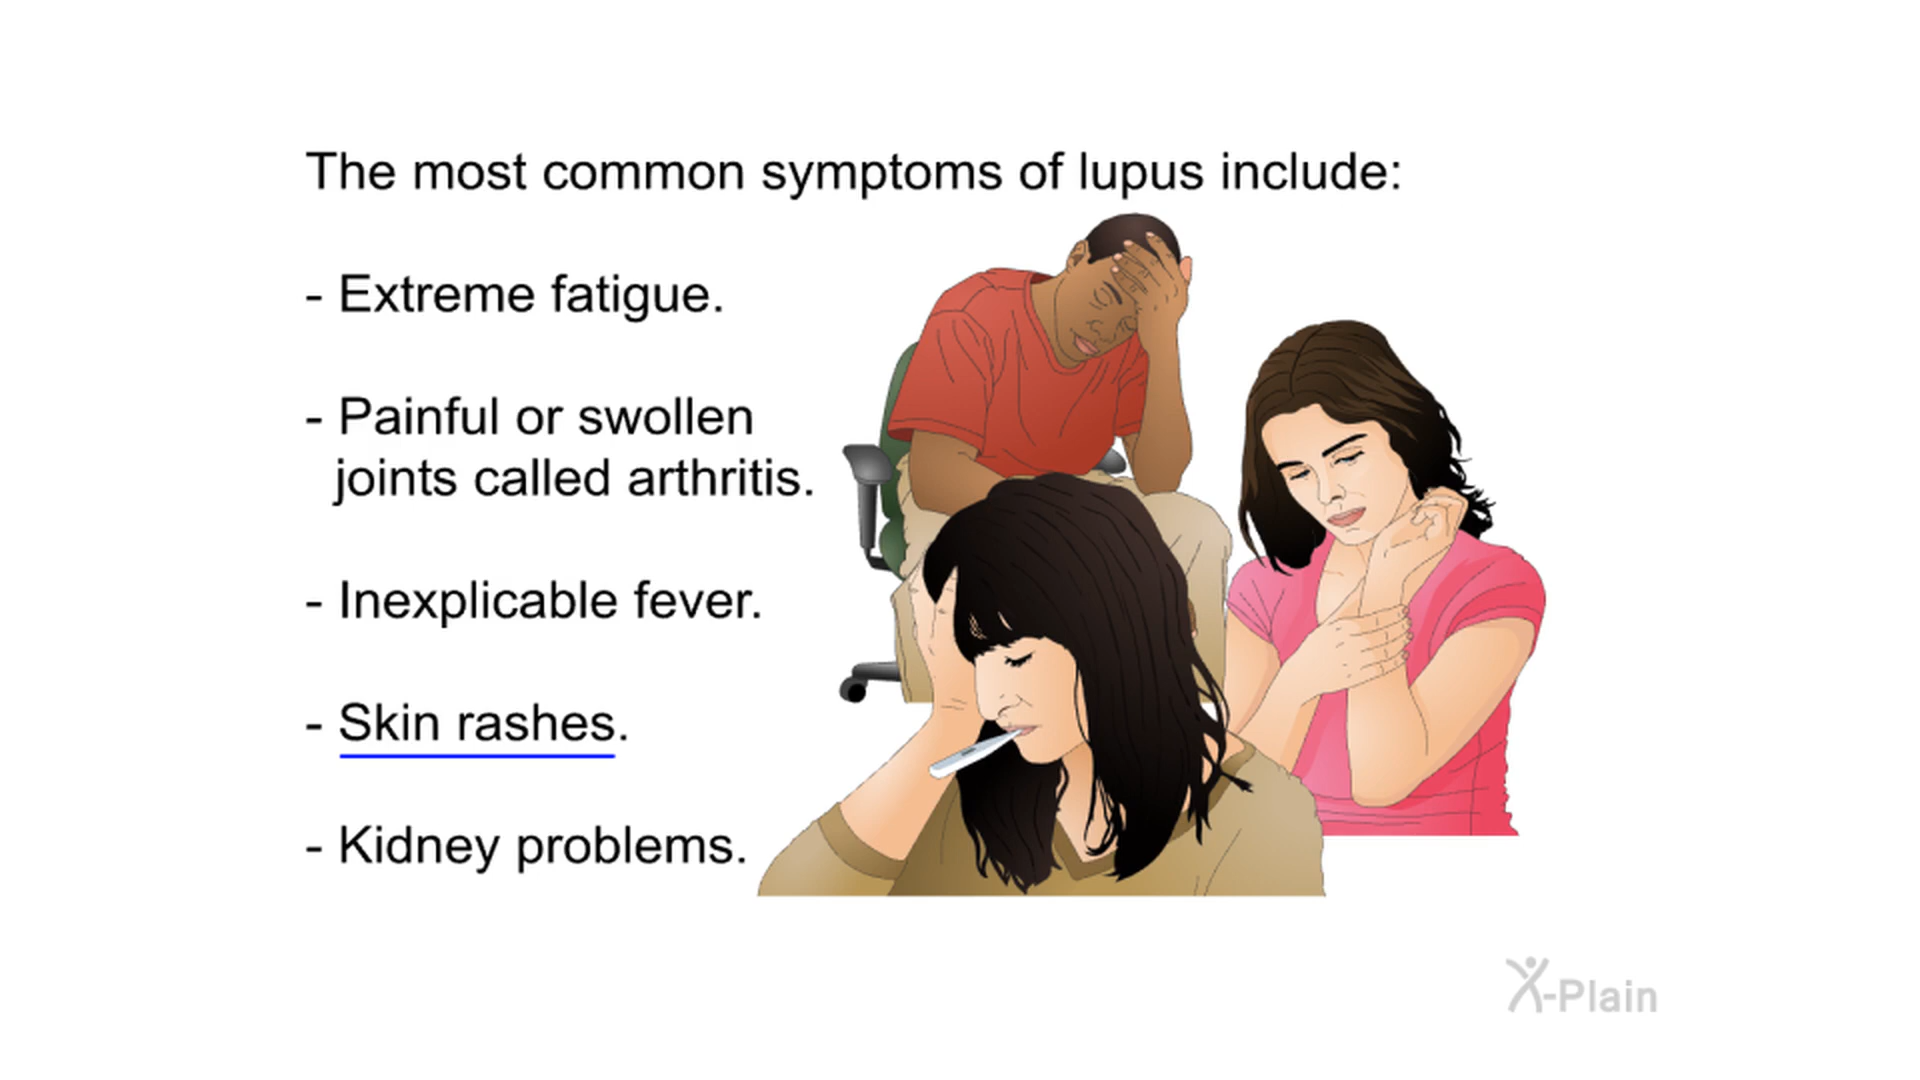 The most common symptoms of lupus include:
- Extreme fatigue.
- Painful or swollen
joints called arthritis.
- Inexplicable fever.
- Skin rashes.
- Kidney problems.
X-Plain